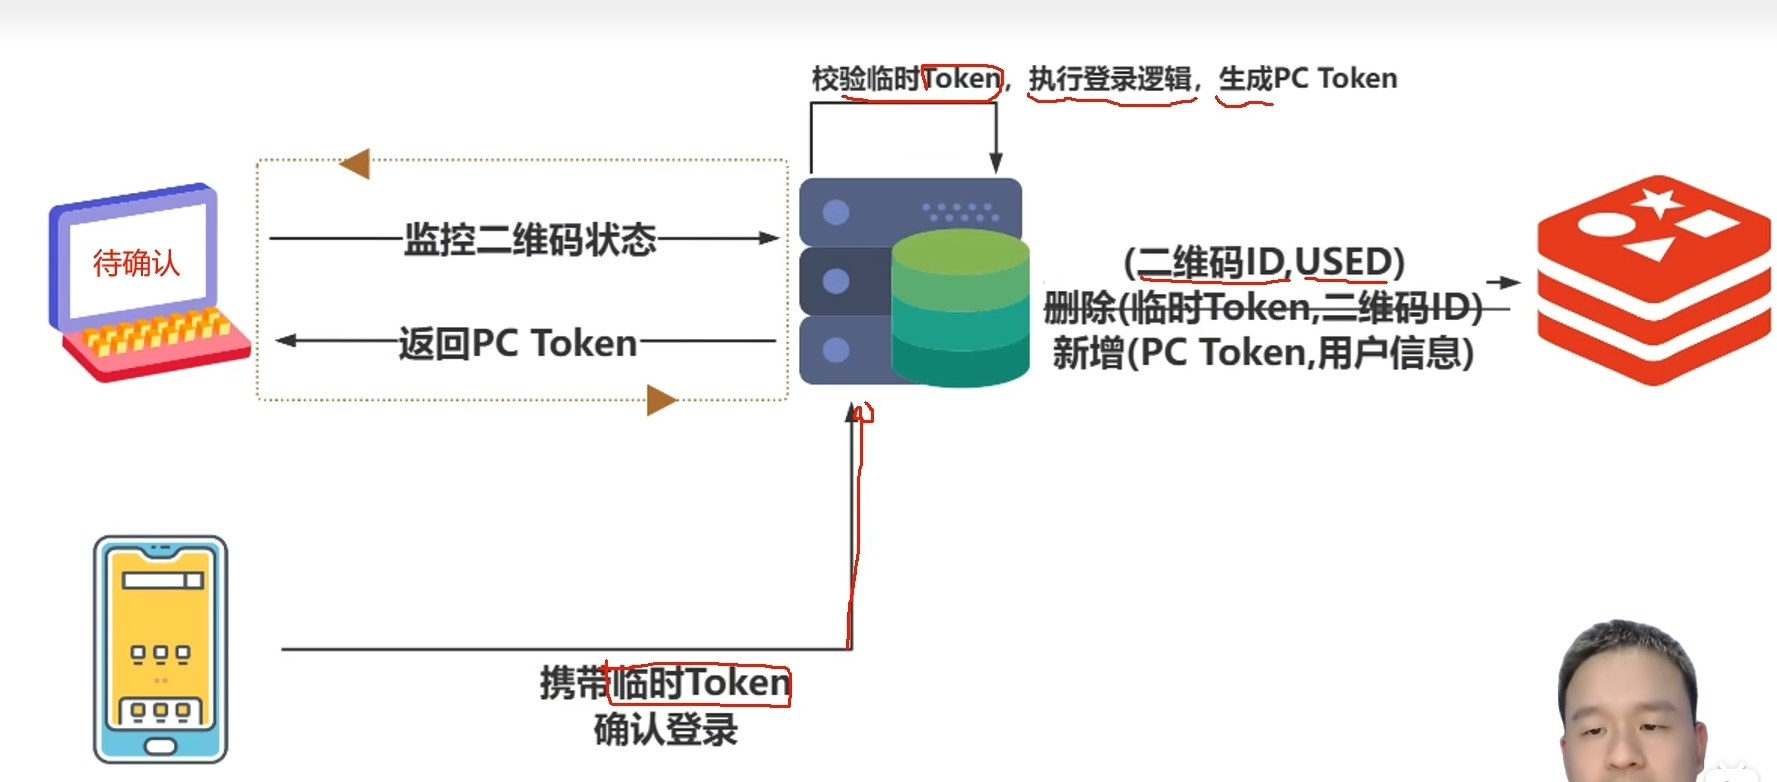 校验临时Token，执行登录逻辑，生成PC Token
待确认
监控二维码状态
返回PC Token
(二维码ID,USED)
删除(临时Token,二维码ID)
新增(PC Token,用户信息)
携带临时Token
确认登录